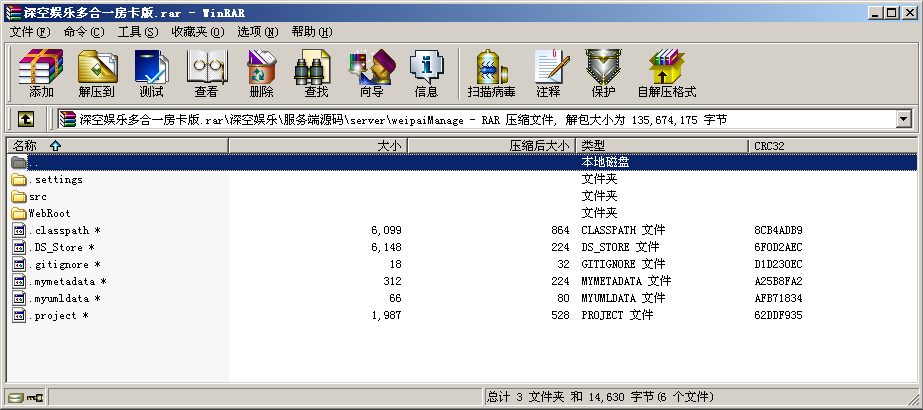 深空娱乐多合一房卡版.rar - WinRAR
文件(F) 命令(C) 工具(S) 收藏夹(O) 选项(N) 帮助(H)
添加 解压到 测试 查看 删除 查找 向导 信息 扫描病毒 注释 保护 自解压格式
深空娱乐多合一房卡版.rar\深空娱乐\服务端源码\server\weipaiManage - RAR 压缩文件, 解包大小为 135,674,175 字节
名称 大小 压缩后大小 类型 CRC32
.. 本地磁盘
.settings 文件夹
src 文件夹
WebRoot 文件夹
.classpath * 6,099 864 CLASSPATH 文件 8CB4ADB9
.DS_Store * 6,148 224 DS_STORE 文件 6F0D2AEC
.gitignore * 18 32 GITIGNORE 文件 D1D230EC
.mymetadata * 312 224 MYMETADATA 文件 A25B8FA2
.myumldata * 66 80 MYUMLDATA 文件 AFB71834
.project * 1,987 528 PROJECT 文件 62DDF935
总计 3 文件夹 和 14,630 字节(6 个文件)